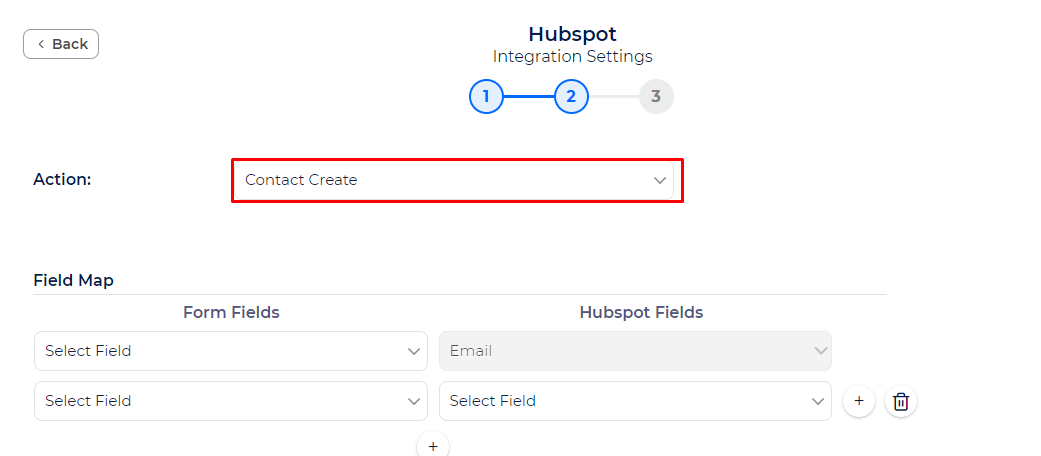 Back
Hubspot
Integration Settings
1 2 3
Action: Contact Create
Field Map
Form Fields Hubspot Fields
Select Field Email
Select Field Select Field +
+